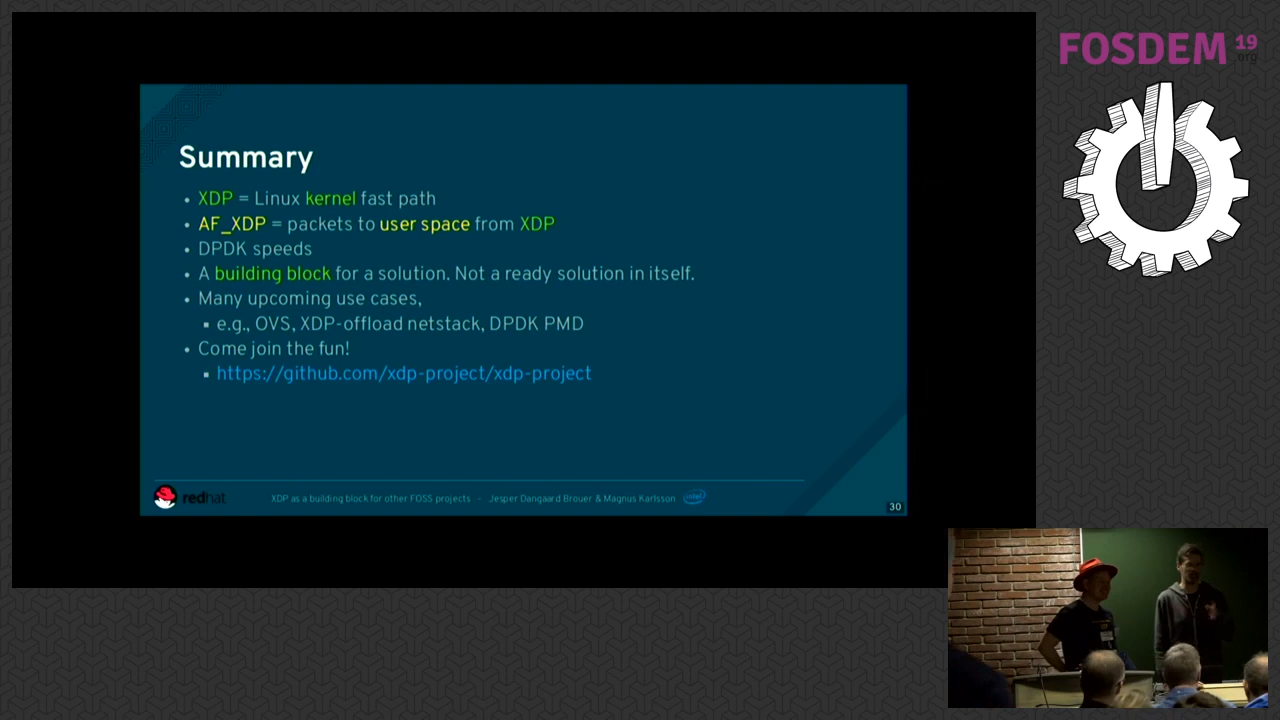 FOSDEM 19
.org
Summary
• XDP = Linux kernel fast path
• AF_XDP = packets to user space from XDP
• DPDK speeds
• A building block for a solution. Not a ready solution in itself.
• Many upcoming use cases,
▪ e.g., OVS, XDP-offload netstack, DPDK PMD
• Come join the fun!
▪ https://github.com/xdp-project/xdp-project
redhat
XDP as a building block for other FOSS projects - Jesper Dangaard Brouer & Magnus Karlsson
intel
30